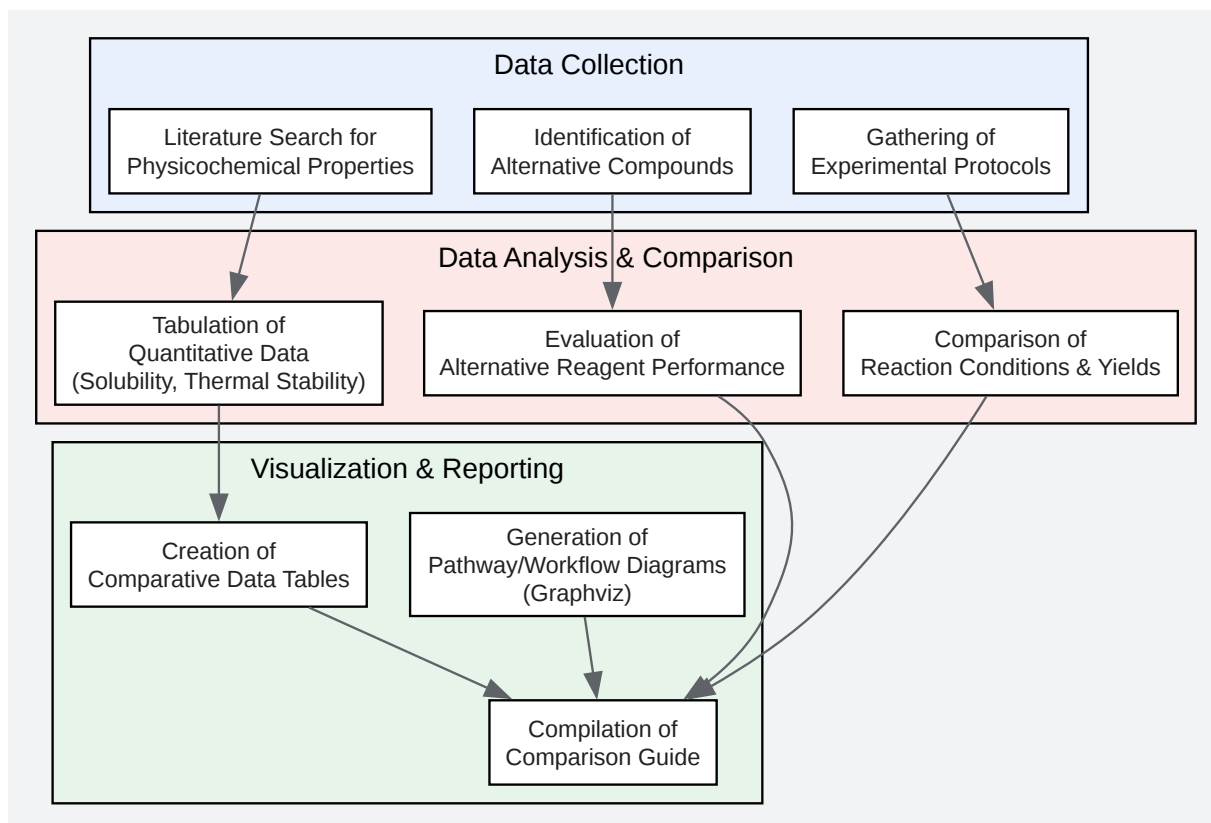 Data Collection
Literature Search for
Physicochemical Properties
Identification of
Alternative Compounds
Gathering of
Experimental Protocols
Data Analysis & Comparison
Tabulation of
Quantitative Data
(Solubility, Thermal Stability)
Evaluation of
Alternative Reagent Performance
Comparison of
Reaction Conditions & Yields
Visualization & Reporting
Creation of
Comparative Data Tables
Generation of
Pathway/Workflow Diagrams
(Graphviz)
Compilation of
Comparison Guide